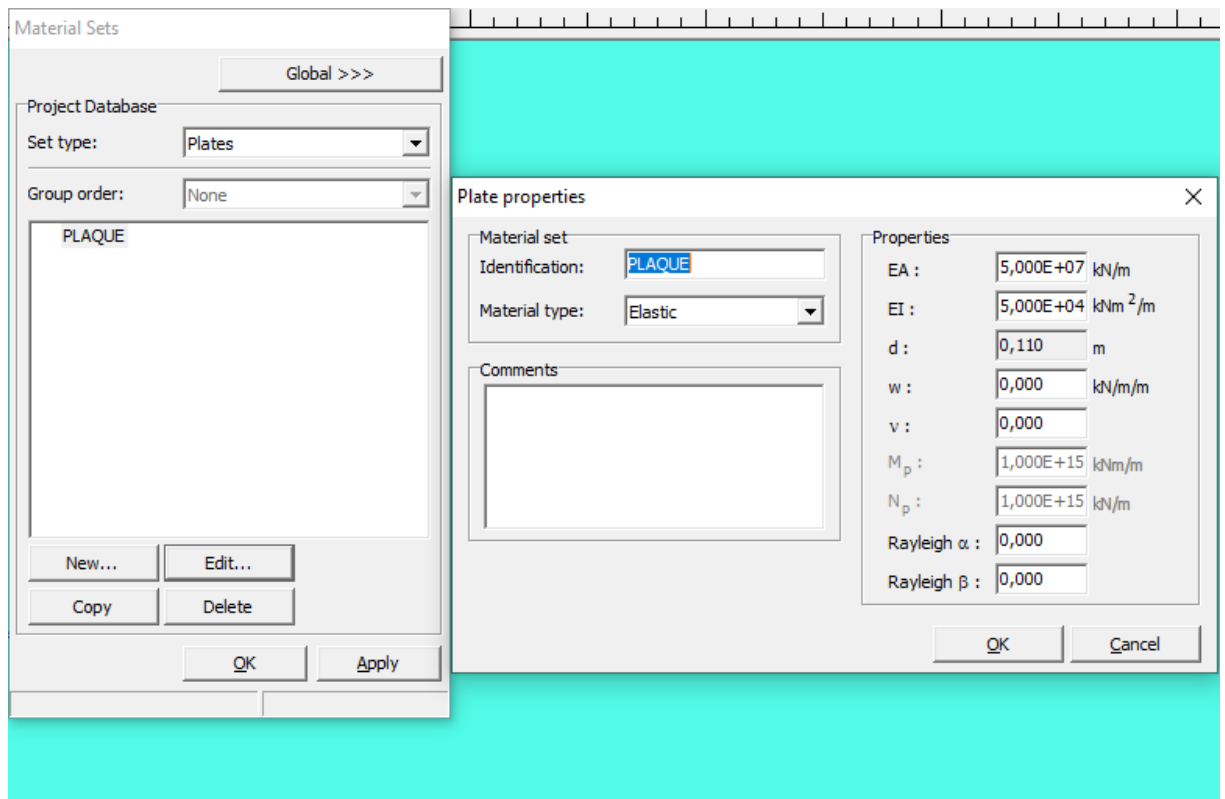 Material Sets
Global >>>
Project Database
Set type: Plates
Group order: None
PLAQUE
New... Edit...
Copy Delete
OK Apply
Plate properties
Material set
Identification: PLAQUE
Material type: Elastic
Comments
Properties
EA : 5,000E+07 kN/m
EI : 5,000E+04 kNm²/m
d : 0,110 m
w : 0,000 kN/m/m
ν : 0,000
Mp : 1,000E+15 kNm/m
Np : 1,000E+15 kN/m
Rayleigh α : 0,000
Rayleigh β : 0,000
OK Cancel